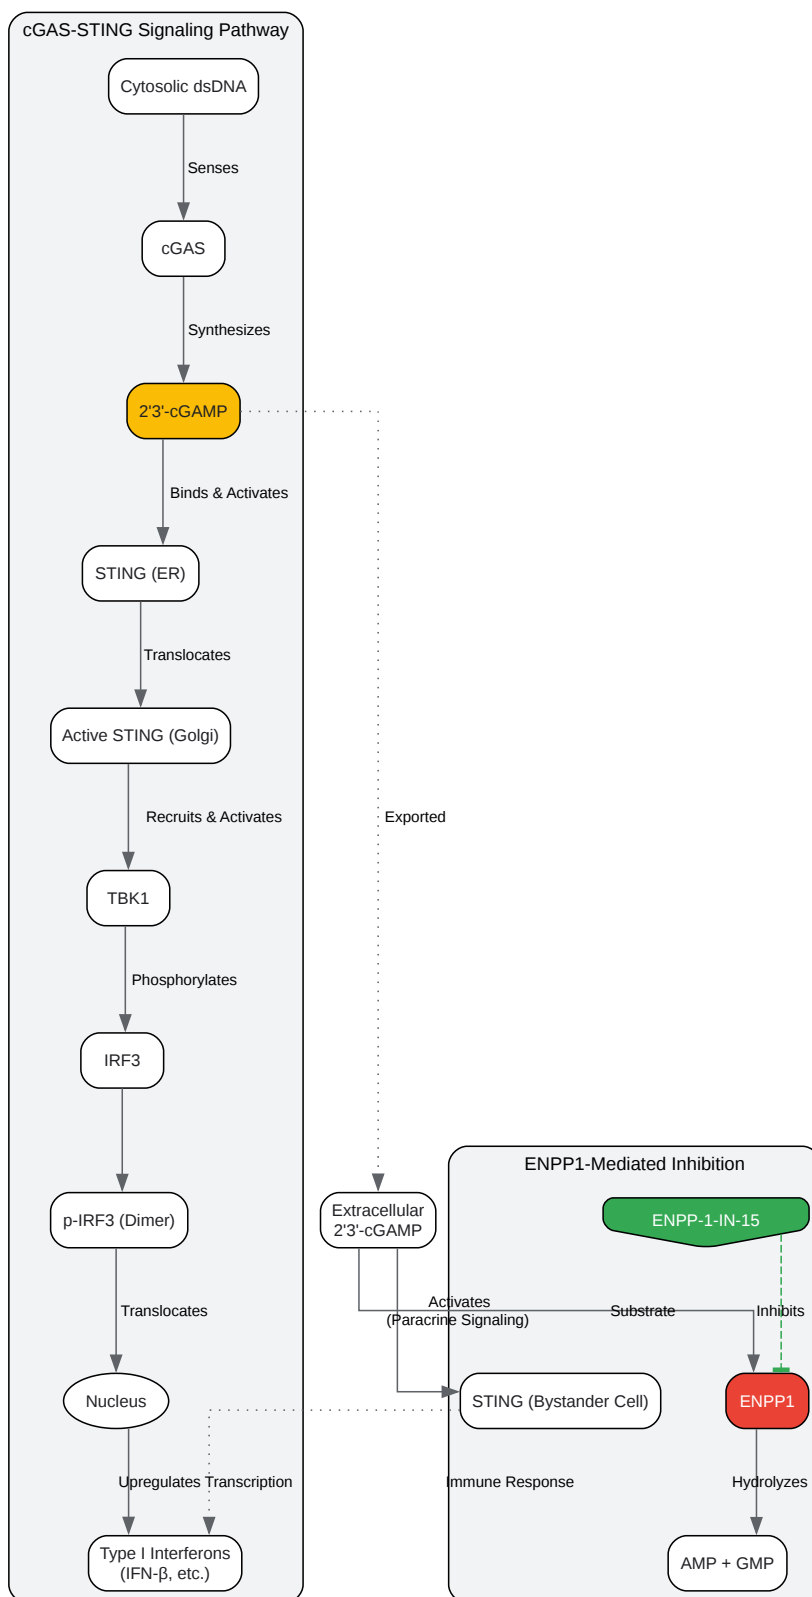 cGAS-STING Signaling Pathway
Cytosolic dsDNA
Senses
cGAS
Synthesizes
2'3'-cGAMP
Binds & Activates
STING (ER)
Translocates
Active STING (Golgi)
Recruits & Activates
Exported
TBK1
Phosphorylates
IRF3
p-IRF3 (Dimer)
Translocates
Nucleus
Upregulates Transcription
Type I Interferons
(IFN-β, etc.)
Extracellular
2'3'-cGAMP
Activates
(Paracrine Signaling)
ENPP1-Mediated Inhibition
ENPP-1-IN-15
Substrate
Inhibits
STING (Bystander Cell)
ENPP1
Immune Response
Hydrolyzes
AMP + GMP